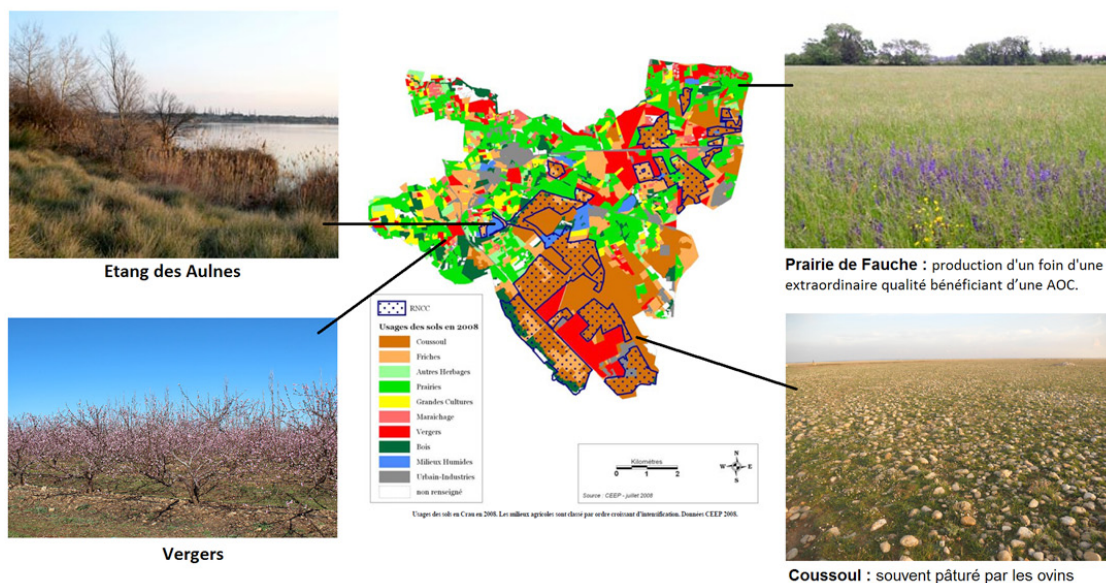 Etang des Aulnes
Prairie de Fauche : production d'un foin d'une
extraordinaire qualité bénéficiant d'une AOC.
RNCC
Usages des sols en 2008
Coussoul
Friches
Autres Herbages
Prairies
Grandes Cultures
Maraichage
Vergers
Bois
Milieux Humides
Urbain-Industries
non renseigné
Kilomètres
0 1 2
N
W E
S
Source : CEEP - juillet 2008
Usages des sols en Crau en 2008. Les milieux agricoles sont classé par ordre croissant d'intensification. Données CEEP 2008.
Vergers
Coussoul : souvent pâturé par les ovins